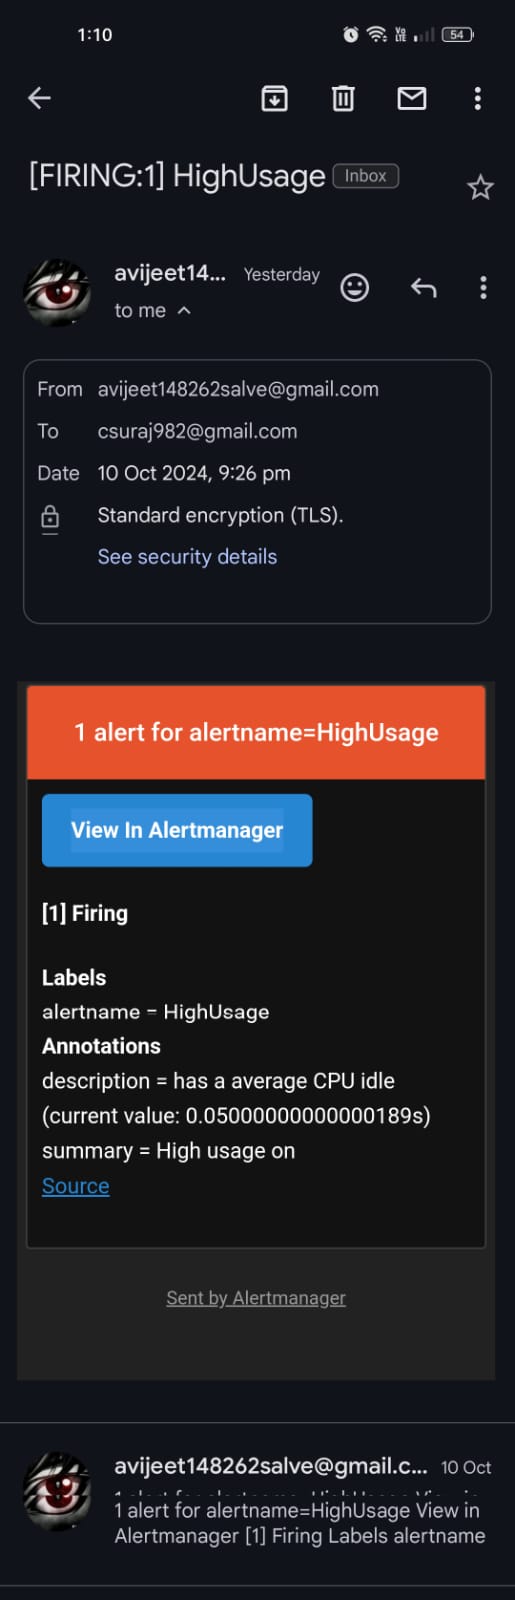 1:10
Vo
LTE
54
[FIRING:1] HighUsage Inbox
avijeet14... Yesterday
to me
From avijeet148262salve@gmail.com
To csuraj982@gmail.com
Date 10 Oct 2024, 9:26 pm
Standard encryption (TLS).
See security details
1 alert for alertname=HighUsage
View In Alertmanager
[1] Firing
Labels
alertname = HighUsage
Annotations
description = has a average CPU idle
(current value: 0.05000000000000189s)
summary = High usage on
Source
Sent by Alertmanager
avijeet148262salve@gmail.c... 10 Oct
1 alert for alertname=HighUsage View in
Alertmanager [1] Firing Labels alertname